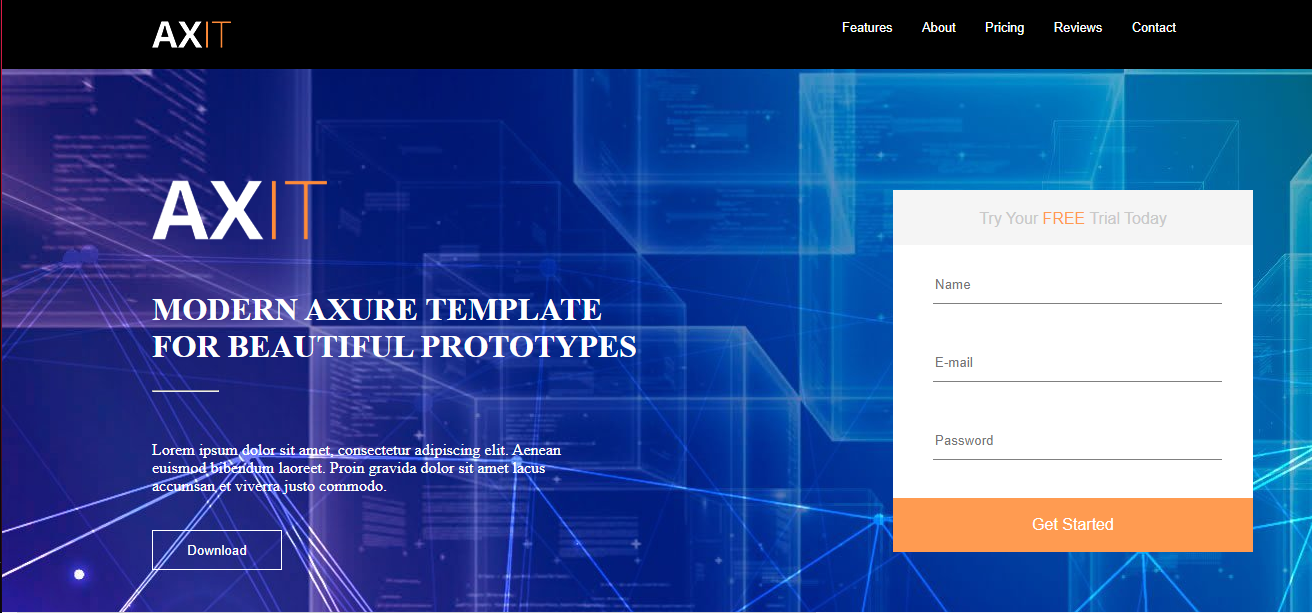 AXIT
Features About Pricing Reviews Contact
AXIT
MODERN AXURE TEMPLATE
FOR BEAUTIFUL PROTOTYPES
Lorem ipsum dolor sit amet, consectetur adipiscing elit. Aenean
euismod bibendum laoreet. Proin gravida dolor sit amet lacus
accumsan et viverra justo commodo.
Download
Try Your FREE Trial Today
Name
E-mail
Password
Get Started